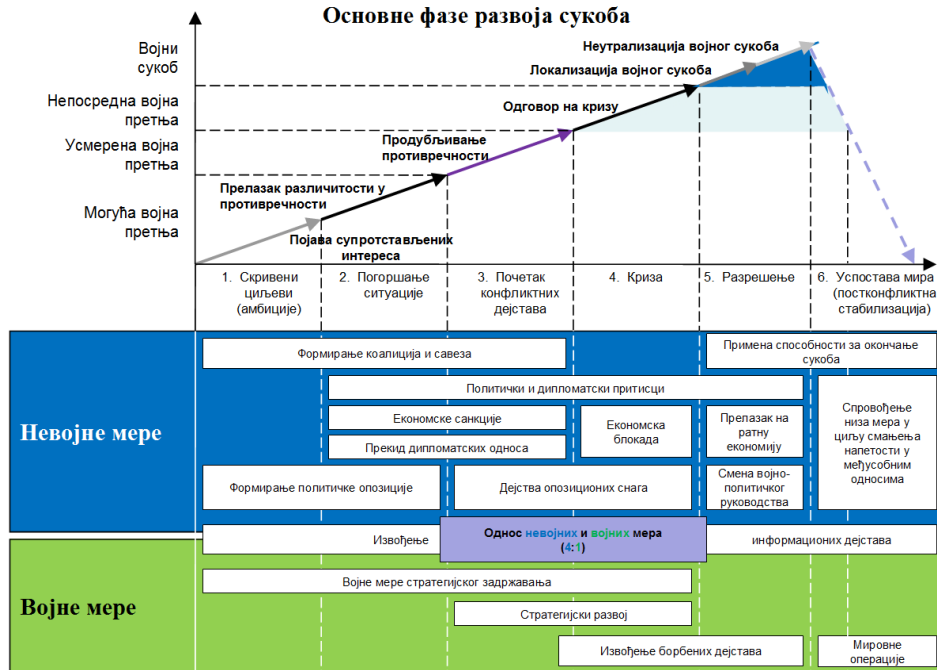 Основне фазе развоја сукоба
Војни
сукоб
Непосредна војна
претња
Усмерена војна
претња
Могућа војна
претња
Неутрализација војног сукоба
Локализација војног сукоба
Одговор на кризу
Продубљивање
противречности
Прелазак различитости у
противречности
Појава супротстављених
интереса
1. Скривени
циљеви
(амбиције)
2. Погоршање
ситуације
3. Почетак
конфликтних
дејстава
4. Криза
5. Разрешење
6. Успостава мира
(постконфликтна
стабилизација)
Невојне мере
Формирање коалиција и савеза
Примена способности за окончање
сукоба
Политички и дипломатски притисци
Економске санкције
Прекид дипломатских односа
Економска
блокада
Прелазак на
ратну
економију
Спровођење
низа мера у
циљу смањења
напетости у
међусобним
односима
Формирање политичке опозиције
Дејства опозиционих снага
Смена војно-
политичког
руководства
Извођење
Однос невојних и војних мера
(4:1)
информационих дејстава
Војне мере
Војне мере стратегијског задржавања
Стратегијски развој
Извођење борбених дејстава
Мировне
операције